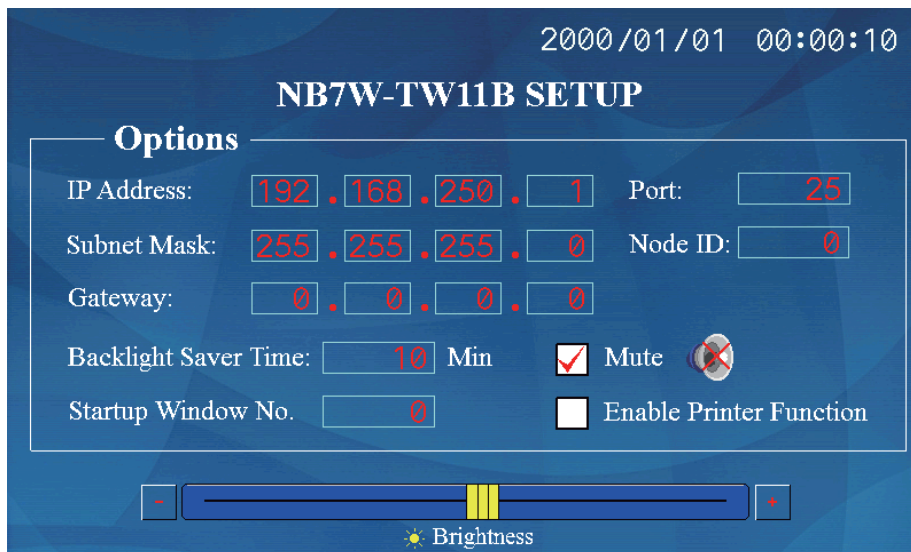 2000/01/01 00:00:10
NB7W-TW11B SETUP
Options
IP Address: 192 . 168 . 250 . 1 Port: 25
Subnet Mask: 255 . 255 . 255 . 0 Node ID: 0
Gateway: 0 . 0 . 0 . 0
Backlight Saver Time: 10 Min Mute
Startup Window No. 0 Enable Printer Function
- +
Brightness